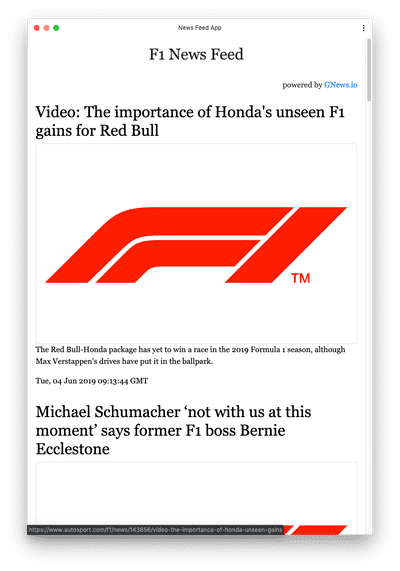 News Feed App
F1 News Feed
powered by GNews.io
Video: The importance of Honda's unseen F1
gains for Red Bull
TM
The Red Bull-Honda package has yet to win a race in the 2019 Formula 1 season, although
Max Verstappen's drives have put it in the ballpark.
Tue, 04 Jun 2019 09:13:44 GMT
Michael Schumacher ‘not with us at this
moment’ says former F1 boss Bernie
Ecclestone
https://www.autosport.com/f1/news/143856/video-the-importance-of-honda-unseen-gains